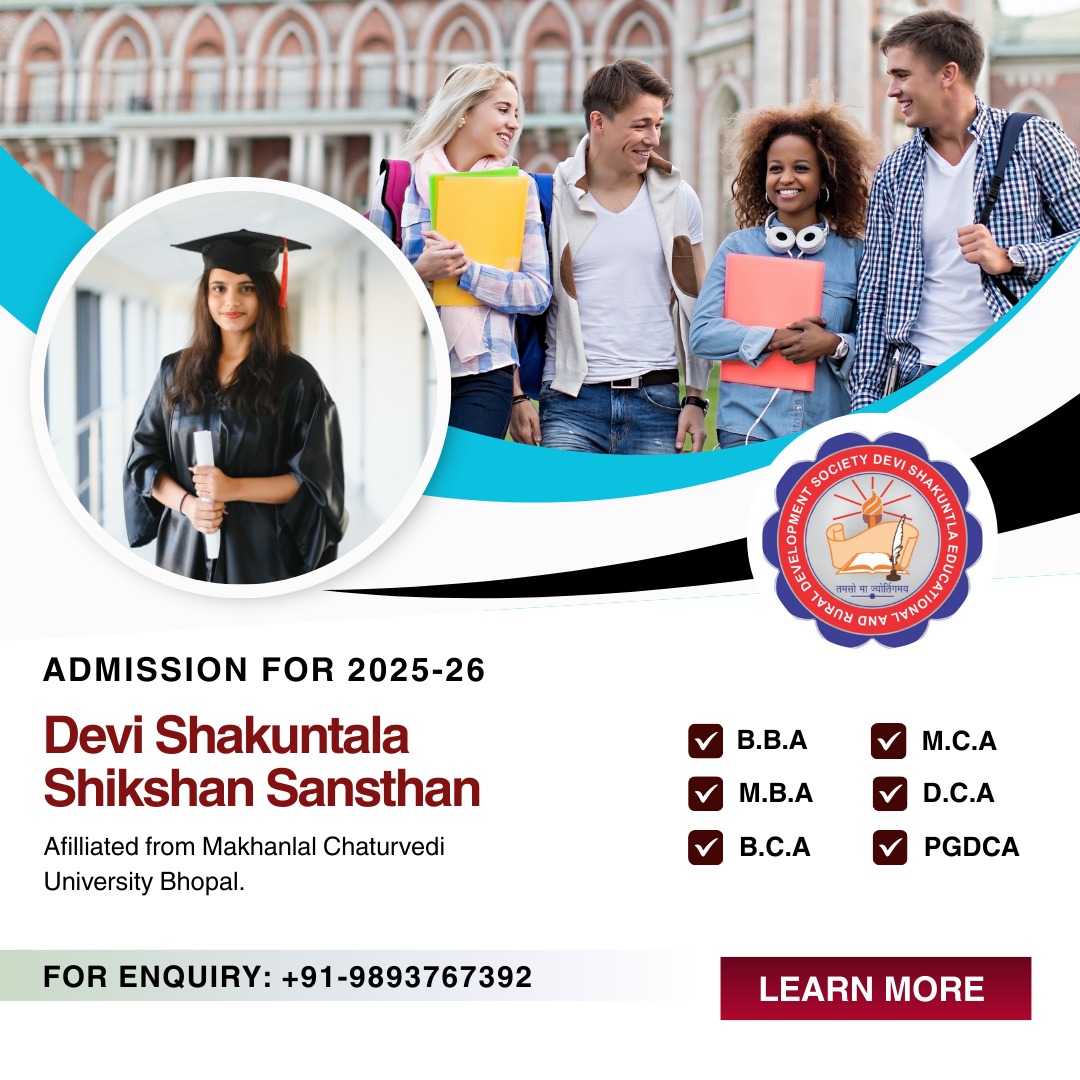 SOCIETY DEVI SHAKUNTLA EDUCATIONAL AND RURAL DEVELOPMENT
तमसो मा ज्योतिंगमय
ADMISSION FOR 2025-26
Devi Shakuntala
Shikshan Sansthan
Afilliated from Makhanlal Chaturvedi
University Bhopal.
B.B.A
M.C.A
M.B.A
D.C.A
B.C.A
PGDCA
FOR ENQUIRY: +91-9893767392
LEARN MORE